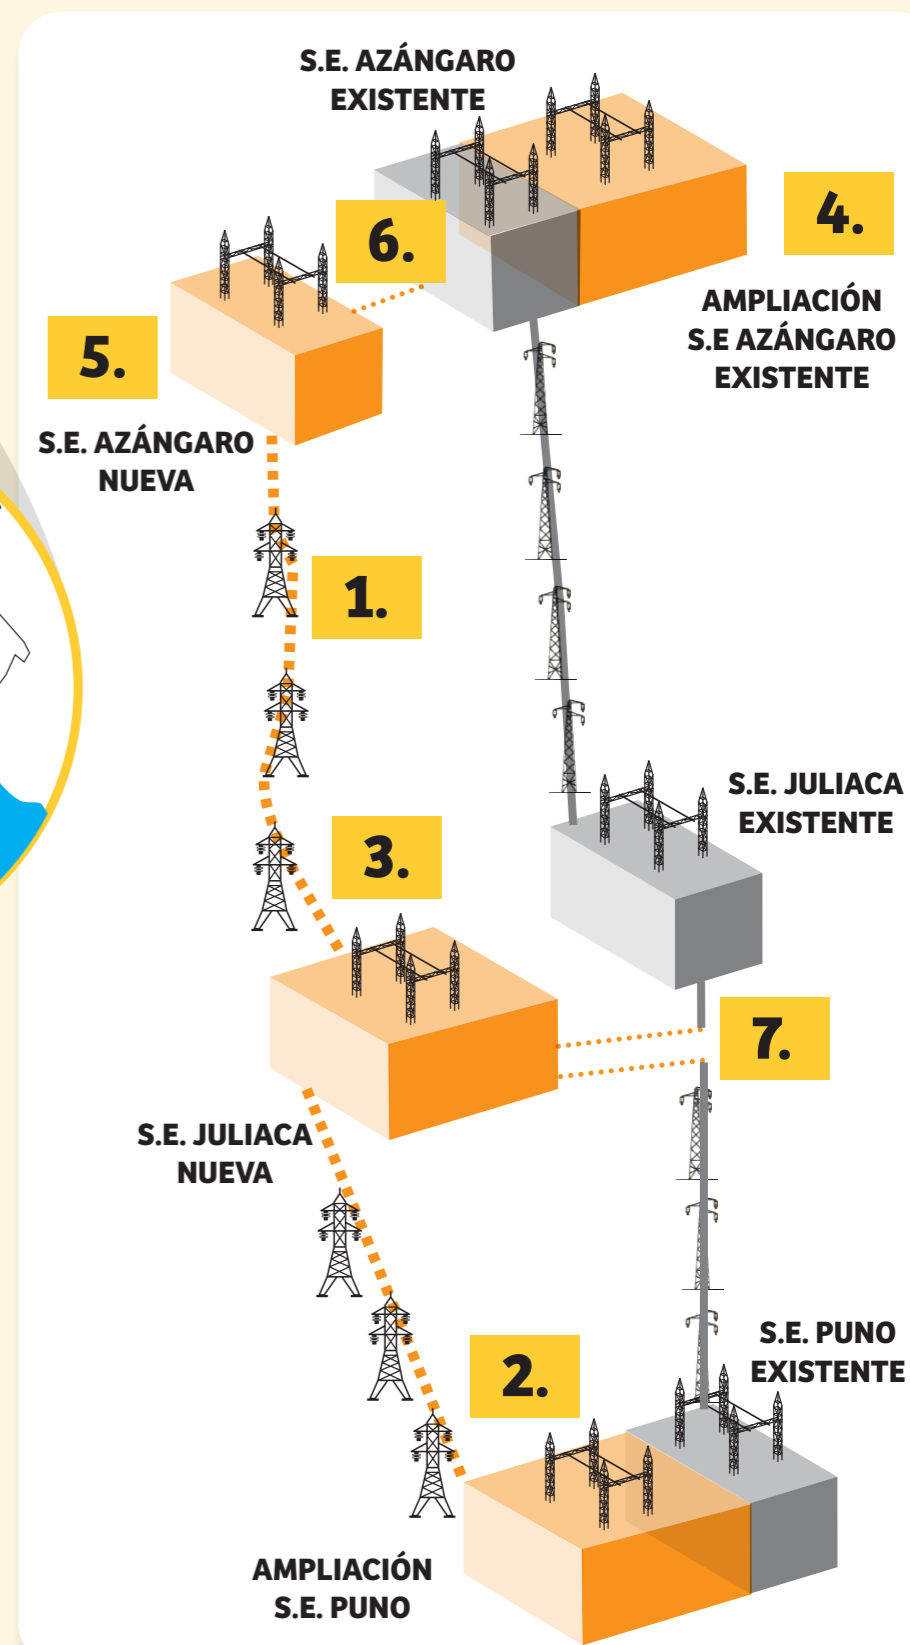 S.E. AZÁNGARO
EXISTENTE
4.
6.
AMPLIACIÓN
S.E AZÁNGARO
EXISTENTE
5.
S.E. AZÁNGARO
NUEVA
1.
S.E. JULIACA
EXISTENTE
3.
7.
S.E. JULIACA
NUEVA
S.E. PUNO
EXISTENTE
2.
AMPLIACIÓN
S.E. PUNO